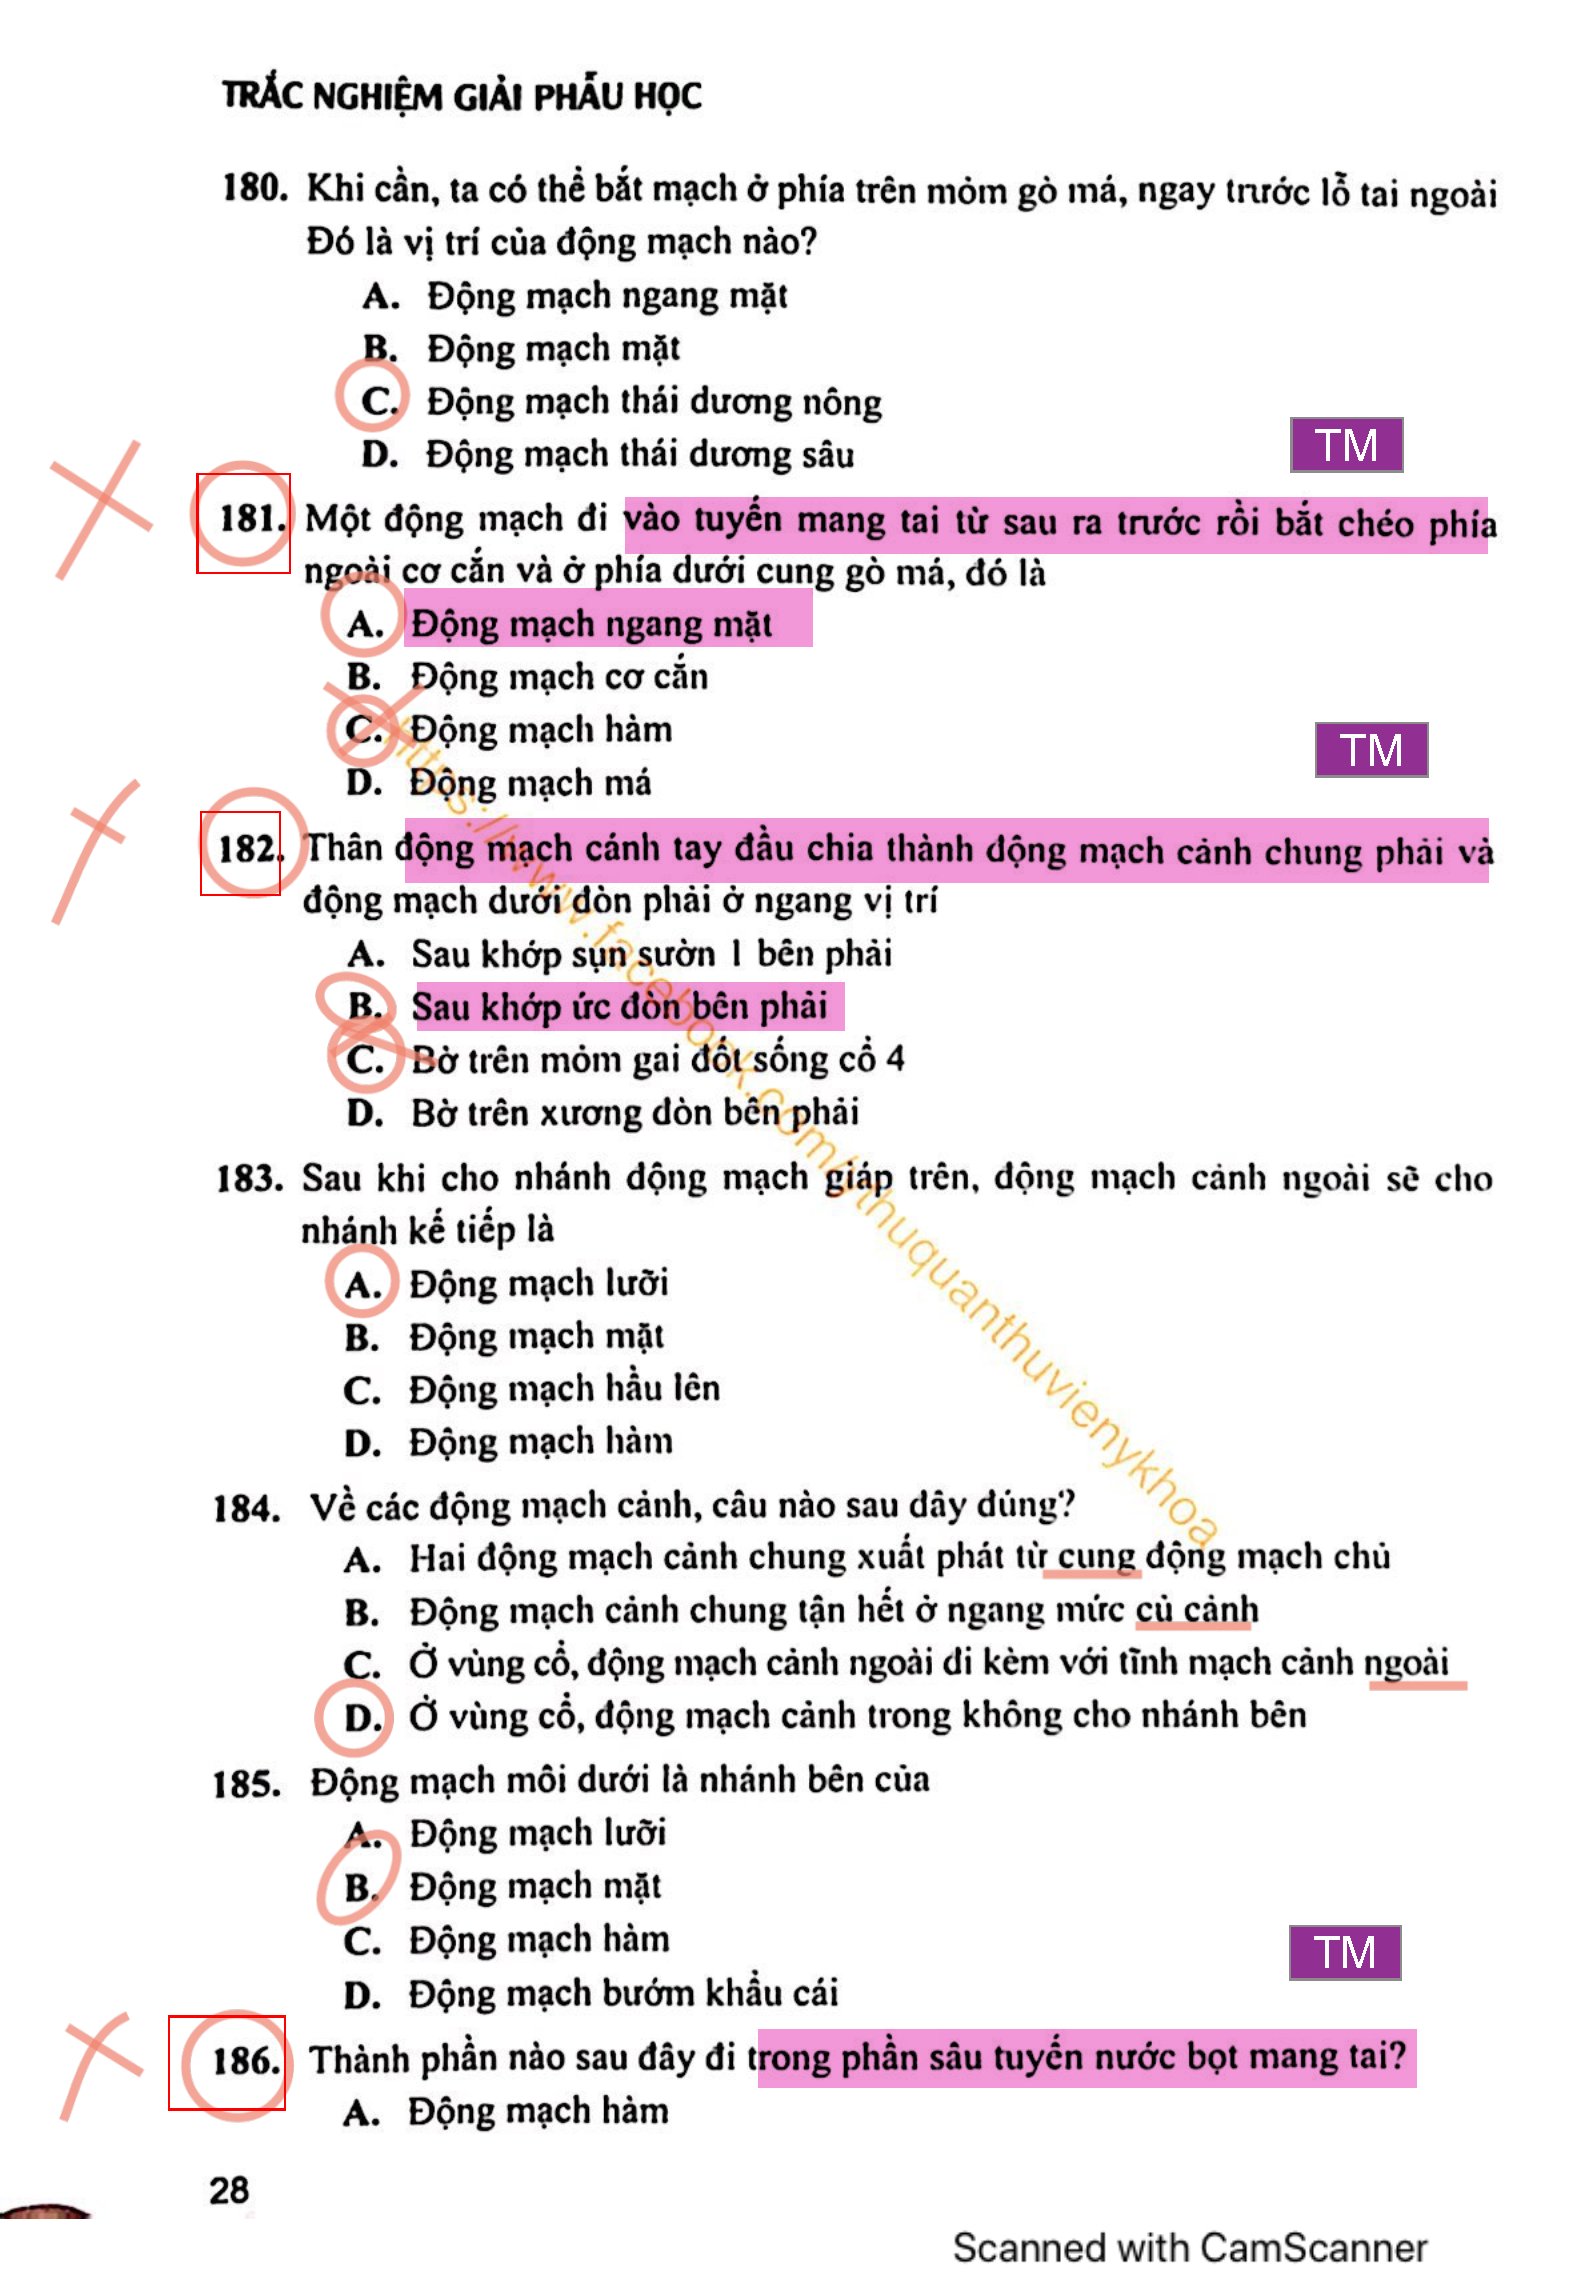 TRẮC NGHIỆM GIẢI PHẪU HỌC
180. Khi cần, ta có thể bắt mạch ở phía trên mỏm gò má, ngay trước lỗ tai ngoài
Đó là vị trí của động mạch nào?
A. Động mạch ngang mặt
B. Động mạch mặt
C. Động mạch thái dương nông
D. Động mạch thái dương sâu
TM
181. Một động mạch đi vào tuyến mang tai từ sau ra trước rồi bắt chéo phía
ngoài cơ cắn và ở phía dưới cung gò má, đó là
A. Động mạch ngang mặt
B. Động mạch cơ cắn
C. Động mạch hàm
D. Động mạch má
TM
182. Thân động mạch cánh tay đầu chia thành động mạch cảnh chung phải và
động mạch dưới đòn phải ở ngang vị trí
A. Sau khớp sụn sườn 1 bên phải
B. Sau khớp ức đòn bên phải
C. Bờ trên mỏm gai đốt sống cổ 4
D. Bờ trên xương đòn bên phải
183. Sau khi cho nhánh động mạch giáp trên, động mạch cảnh ngoài sẽ cho
nhánh kế tiếp là
A. Động mạch lưỡi
B. Động mạch mặt
C. Động mạch hầu lên
D. Động mạch hàm
184. Về các động mạch cảnh, câu nào sau đây đúng?
A. Hai động mạch cảnh chung xuất phát từ cung động mạch chủ
B. Động mạch cảnh chung tận hết ở ngang mức củ cảnh
C. Ở vùng cổ, động mạch cảnh ngoài đi kèm với tĩnh mạch cảnh ngoài
D. Ở vùng cổ, động mạch cảnh trong không cho nhánh bên
185. Động mạch môi dưới là nhánh bên của
A. Động mạch lưỡi
B. Động mạch mặt
C. Động mạch hàm
D. Động mạch bướm khẩu cái
TM
186. Thành phần nào sau đây đi trong phần sâu tuyến nước bọt mang tai?
A. Động mạch hàm
28
https://www.facebook.com/ythuquanthuvienykhoa
Scanned with CamScanner